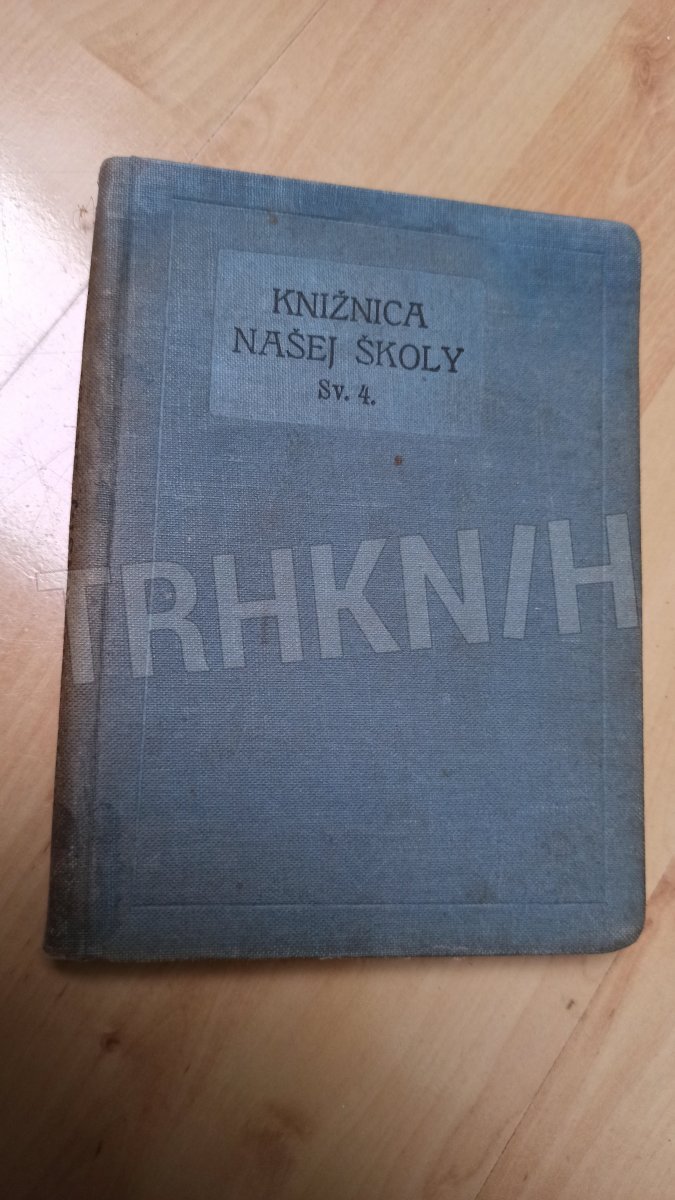 KNIŽNICA
NAŠEJ ŠKOLY
Sv. 4.
TRHKNIH